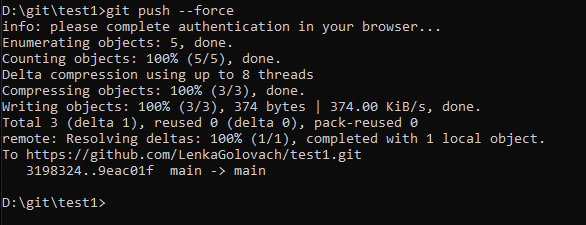 D:\git\test1>git push --force
info: please complete authentication in your browser...
Enumerating objects: 5, done.
Counting objects: 100% (5/5), done.
Delta compression using up to 8 threads
Compressing objects: 100% (3/3), done.
Writing objects: 100% (3/3), 374 bytes | 374.00 KiB/s, done.
Total 3 (delta 1), reused 0 (delta 0), pack-reused 0
remote: Resolving deltas: 100% (1/1), completed with 1 local object.
To https://github.com/LenkaGolovach/test1.git
   3198324..9eac01f  main -> main
D:\git\test1>